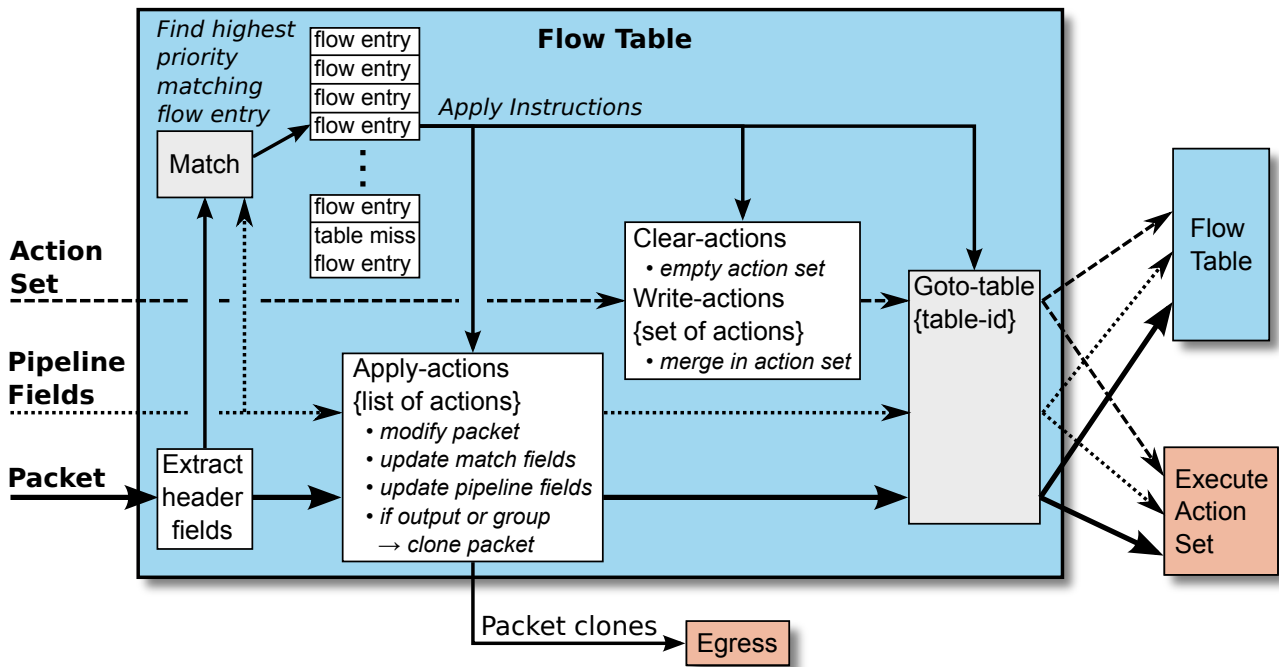 Find highest
priority
matching
flow entry
flow entry
flow entry
flow entry
flow entry
Flow Table
Apply Instructions
Match
flow entry
table miss
flow entry
Action
Set
Clear-actions
• empty action set
Write-actions
{set of actions}
• merge in action set
Goto-table
{table-id}
Flow
Table
Pipeline
Fields
Apply-actions
{list of actions}
• modify packet
• update match fields
• update pipeline fields
• if output or group
→ clone packet
Packet
Extract
header
fields
Execute
Action
Set
Packet clones
Egress